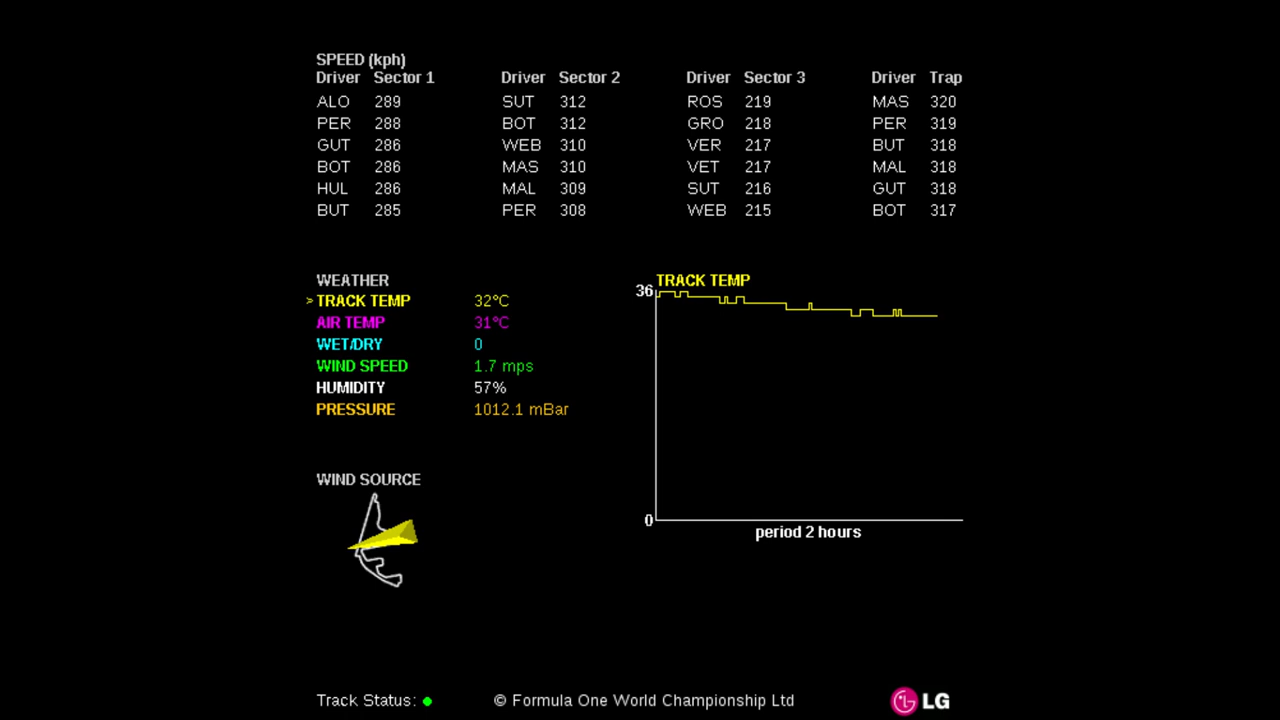 SPEED (kph)
Driver Sector 1 Driver Sector 2 Driver Sector 3 Driver Trap
ALO 289 SUT 312 ROS 219 MAS 320
PER 288 BOT 312 GRO 218 PER 319
GUT 286 WEB 310 VER 217 BUT 318
BOT 286 MAS 310 VET 217 MAL 318
HUL 286 MAL 309 SUT 216 GUT 318
BUT 285 PER 308 WEB 215 BOT 317
WEATHER
> TRACK TEMP 32°C
AIR TEMP 31°C
WET/DRY 0
WIND SPEED 1.7 mps
HUMIDITY 57%
PRESSURE 1012.1 mBar
TRACK TEMP
36
0
period 2 hours
WIND SOURCE
Track Status: © Formula One World Championship Ltd LG